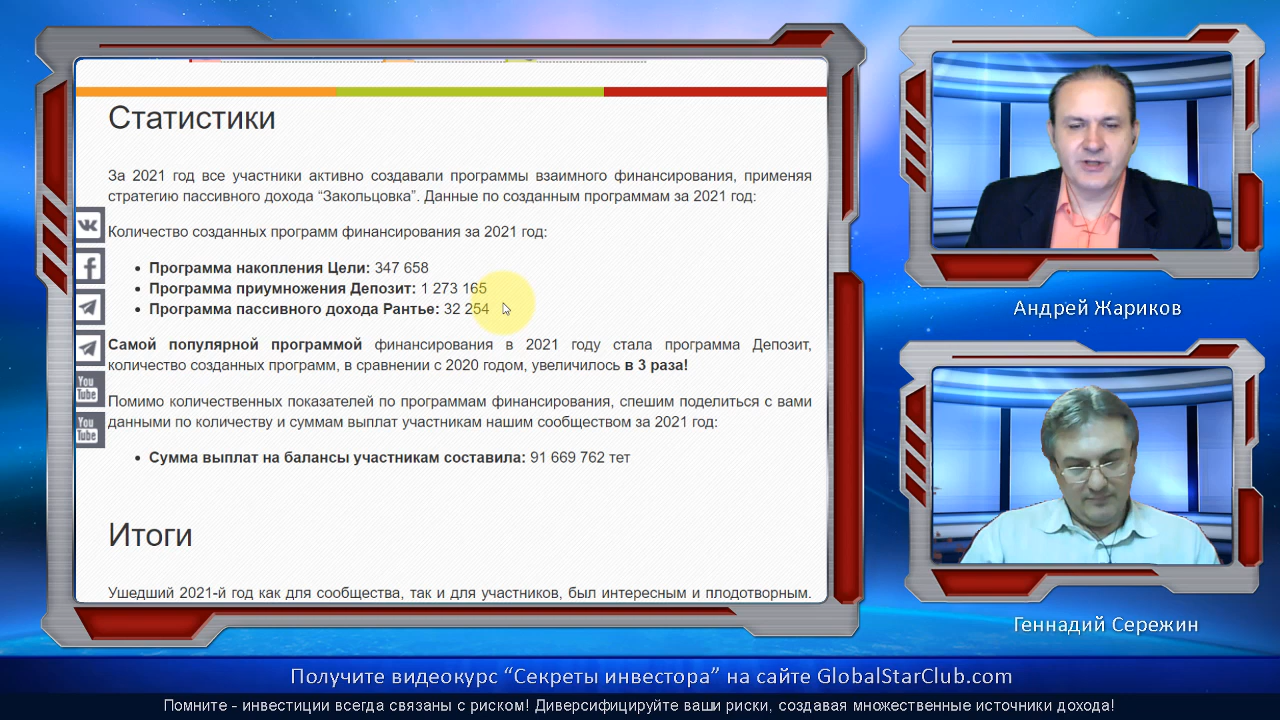 Статистики
За 2021 год все участники активно создавали программы взаимного финансирования, применяя
стратегию пассивного дохода “Закольцовка”. Данные по созданным программам за 2021 год:
Количество созданных программ финансирования за 2021 год:
• Программа накопления Цели: 347 658
• Программа приумножения Депозит: 1 273 165
• Программа пассивного дохода Рантье: 32 254
Самой популярной программой финансирования в 2021 году стала программа Депозит,
количество созданных программ, в сравнении с 2020 годом, увеличилось в 3 раза!
Помимо количественных показателей по программам финансирования, спешим поделиться с вами
данными по количеству и суммам выплат участникам нашим сообществом за 2021 год:
• Сумма выплат на балансы участникам составила: 91 669 762 тет
Итоги
Ушедший 2021-й год как для сообщества, так и для участников, был интересным и плодотворным.
You
Tube
You
Tube
Андрей Жариков
Геннадий Сережин
Получите видеокурс “Секреты инвестора” на сайте GlobalStarClub.com
Помните - инвестиции всегда связаны с риском! Диверсифицируйте ваши риски, создавая множественные источники дохода!